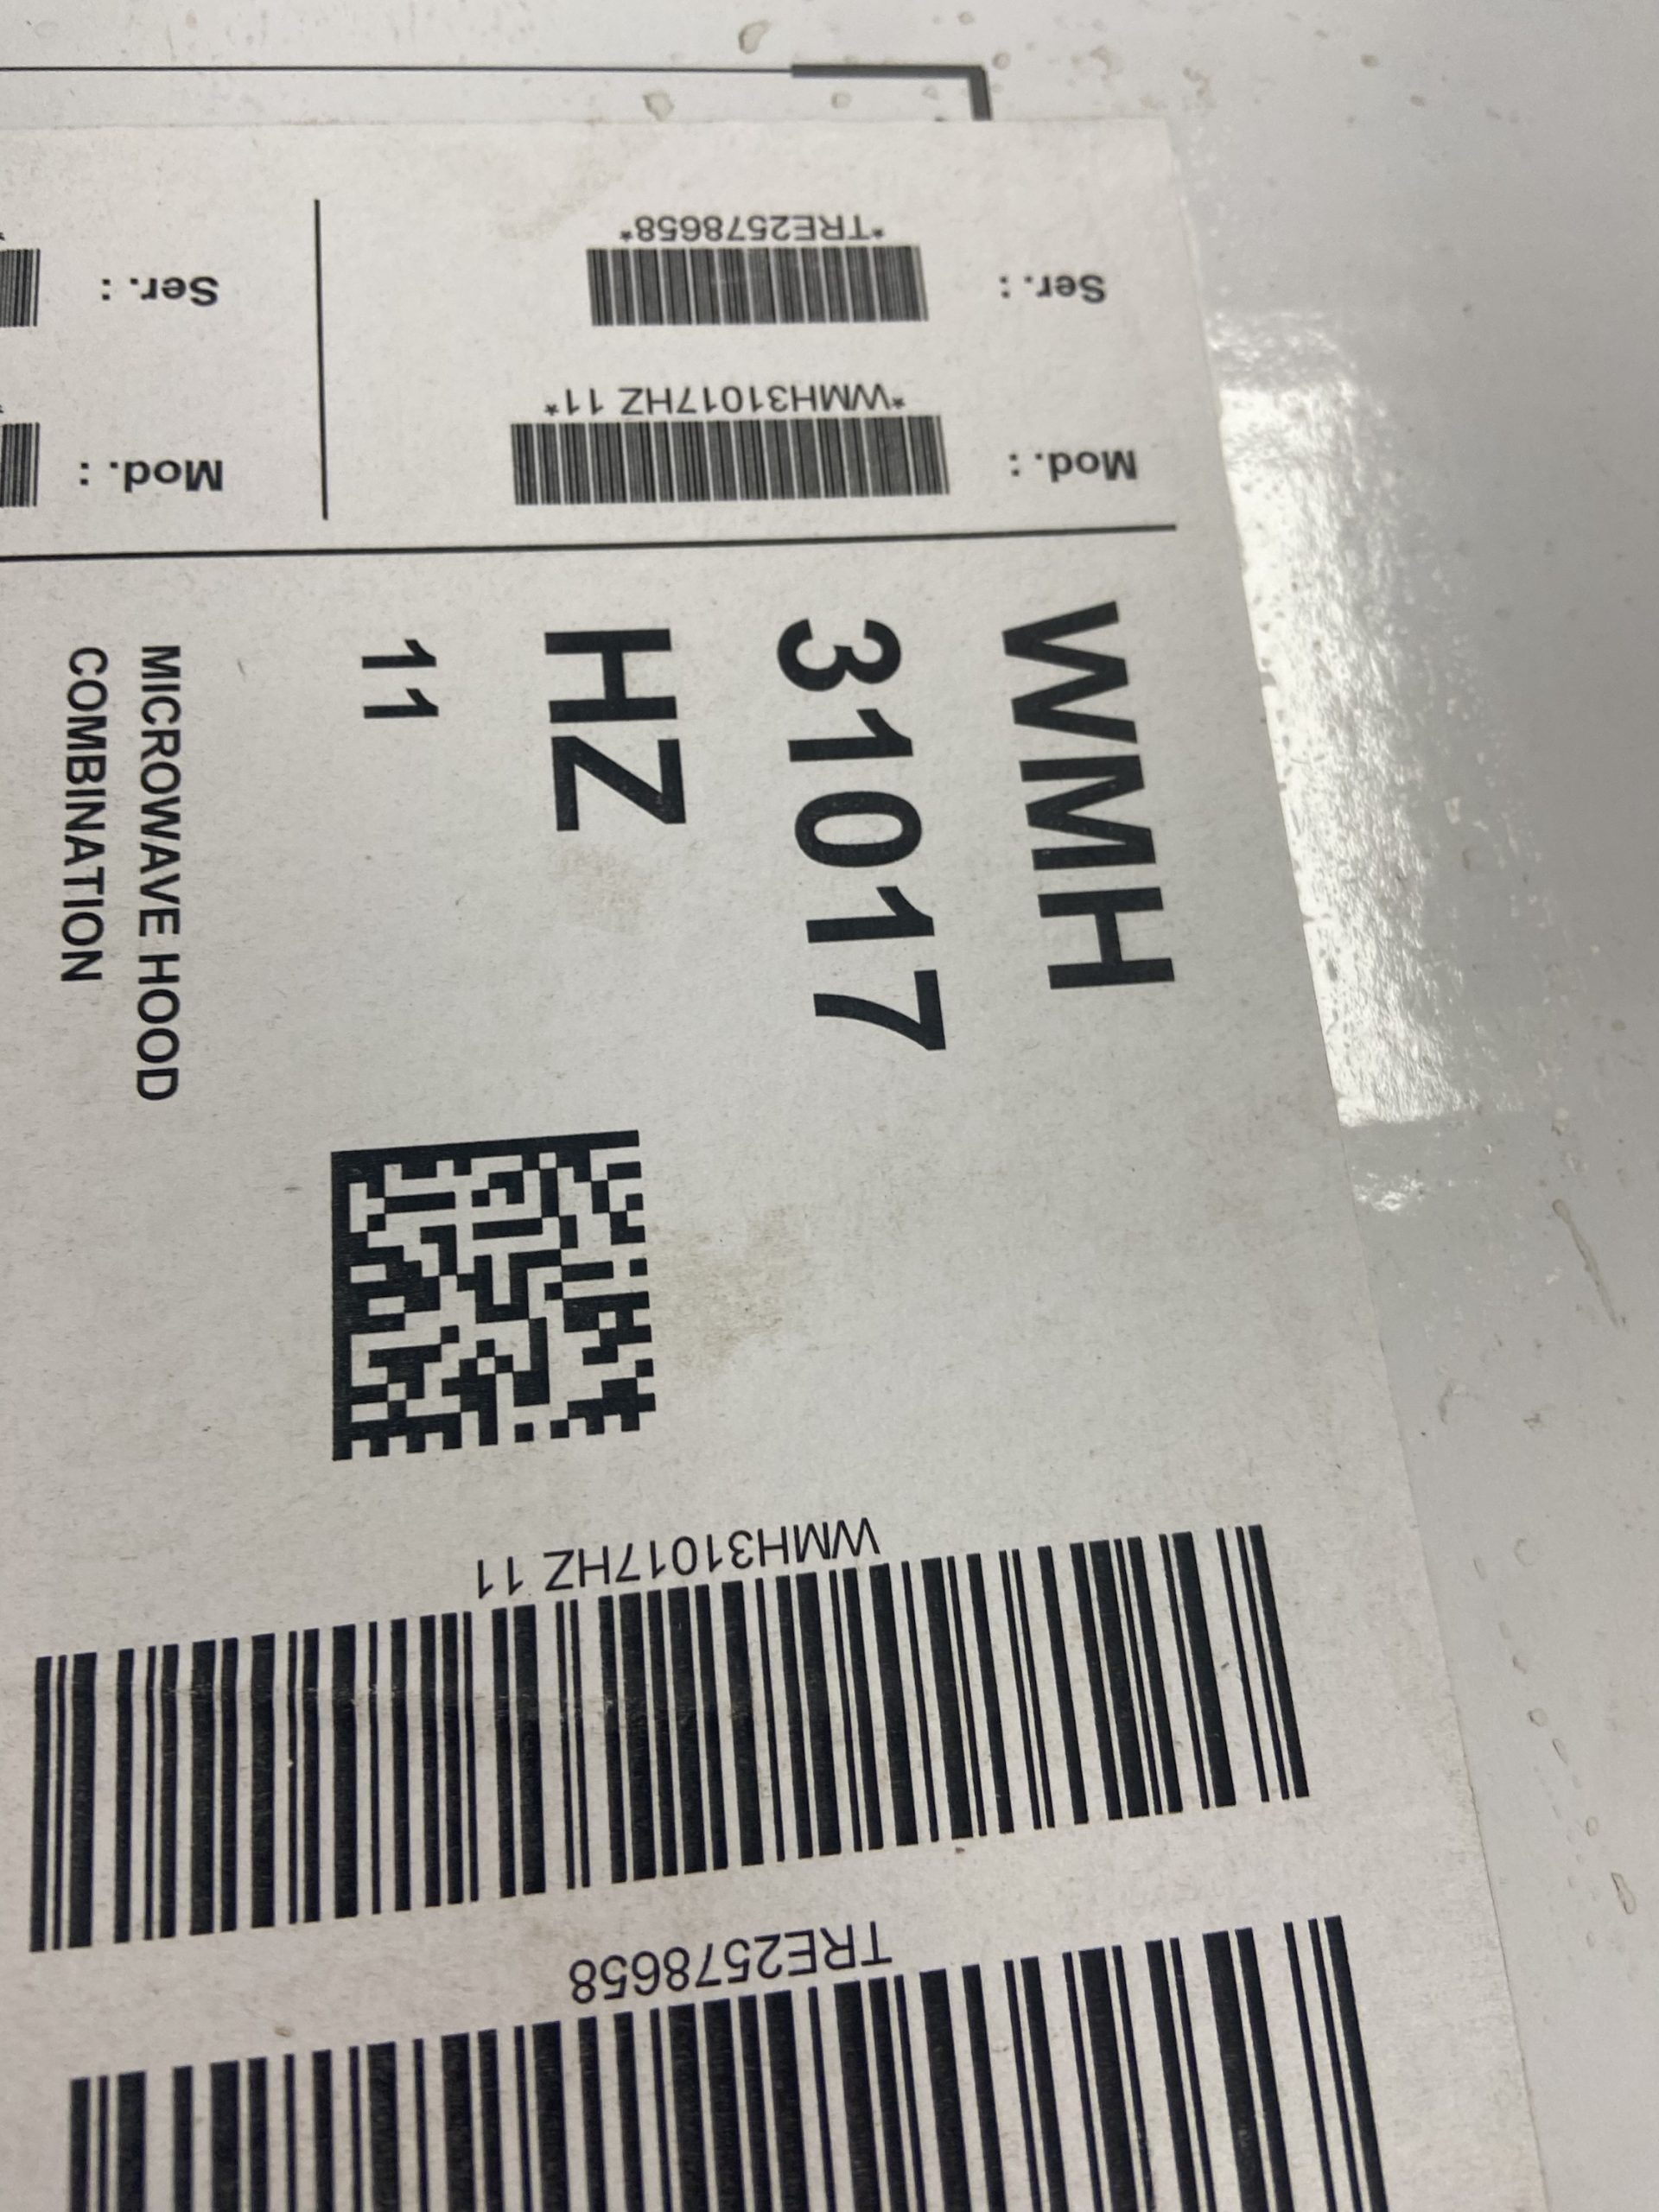 WMH
31017
HZ
11
MICROWAVE HOOD
COMBINATION
Mod. :
*WMH31017HZ 11*
Ser. :
*TRE2578658*
Mod. :
*
Ser. :
*
WMH31017HZ 11
TRE2578658